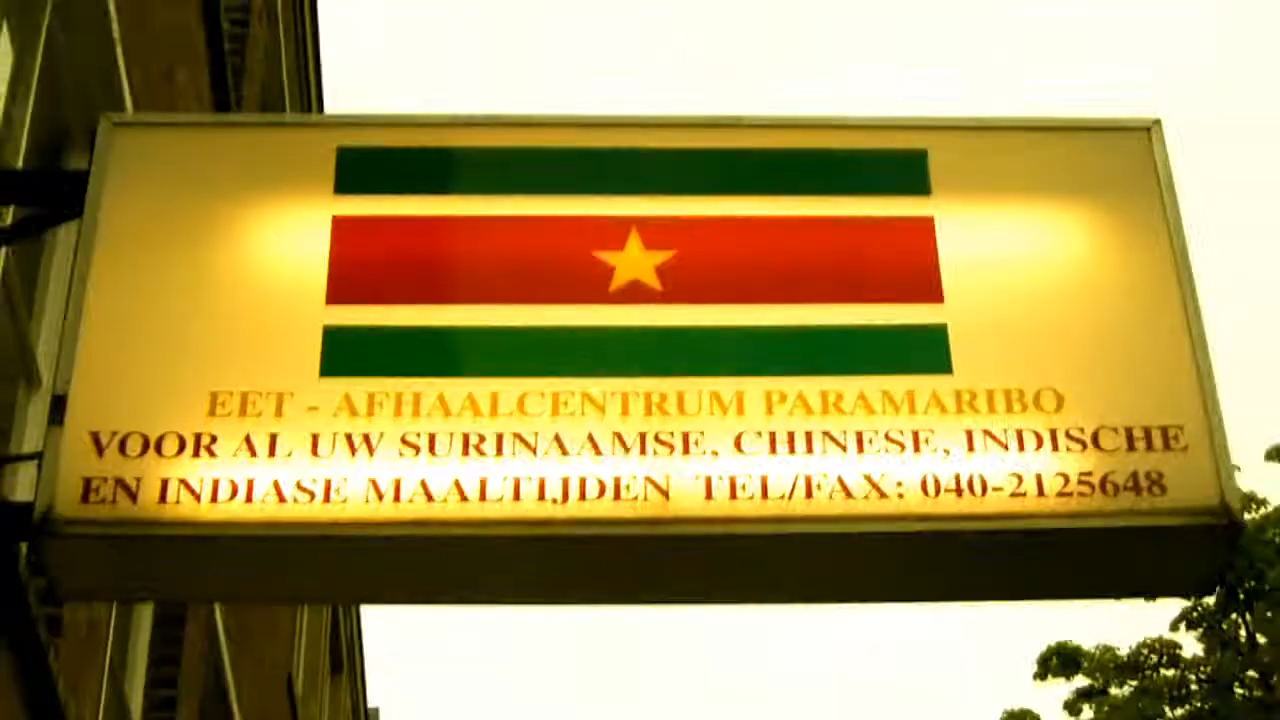 EET - AFHAALCENTRUM PARAMARIBO
VOOR AL UW SURINAAMSE, CHINESE, INDISCHE
EN INDIASE MAALTIJDEN TEL/FAX: 040-2125648